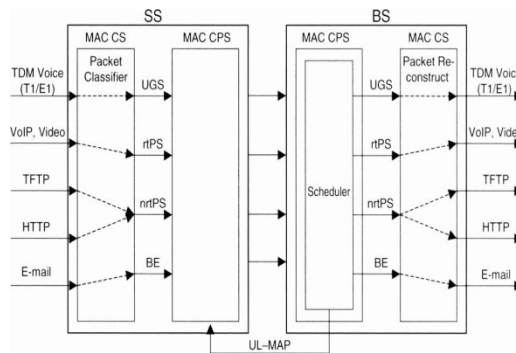 SS
BS
MAC CS
MAC CPS
MAC CPS
MAC CS
Packet
Classifier
Packet Re-
construct
TDM Voice
(T1/E1)
UGS
UGS
TDM Voice
(T1/E1)
VoIP, Video
rtPS
rtPS
VoIP, Video
TFTP
TFTP
Scheduler
nrtPS
nrtPS
HTTP
HTTP
E-mail
BE
BE
E-mail
UL–MAP